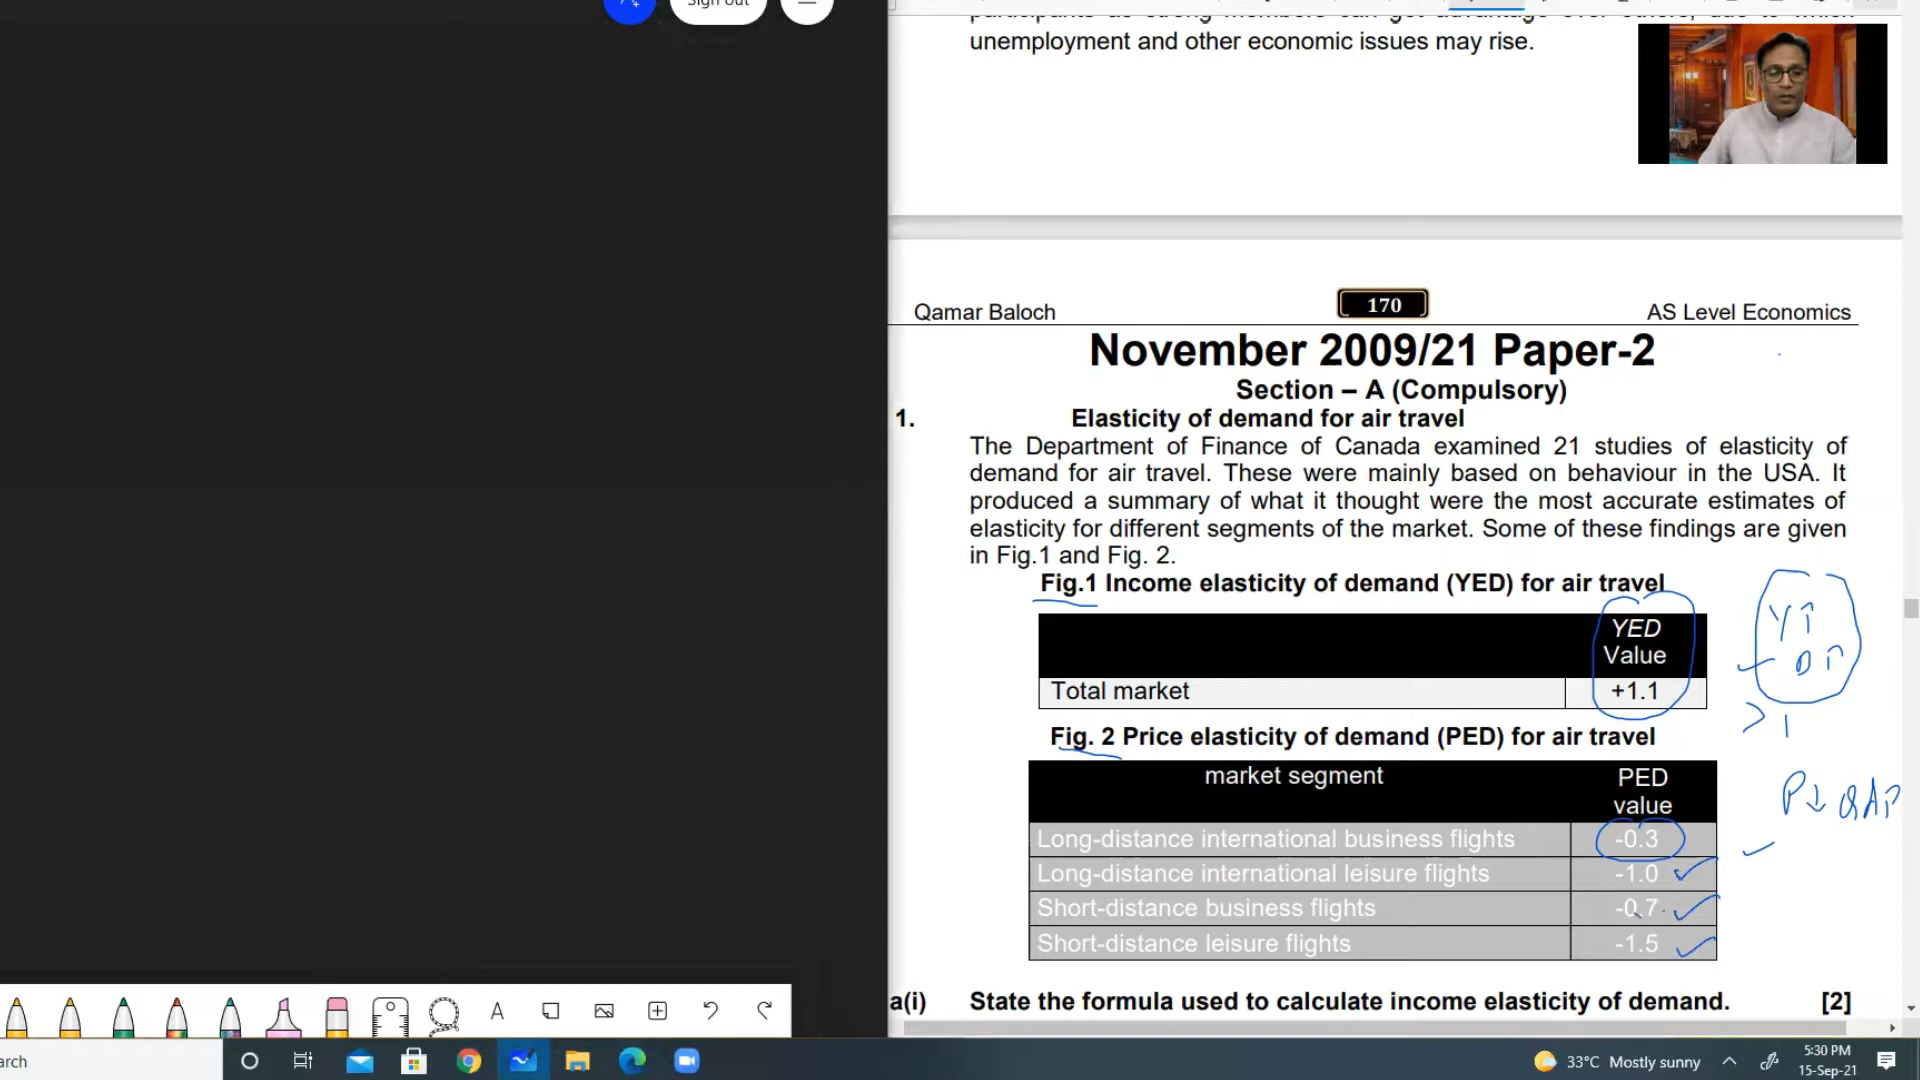 Sign out
unemployment and other economic issues may rise.
Qamar Baloch
170
AS Level Economics
November 2009/21 Paper-2
Section – A (Compulsory)
1. Elasticity of demand for air travel
The Department of Finance of Canada examined 21 studies of elasticity of
demand for air travel. These were mainly based on behaviour in the USA. It
produced a summary of what it thought were the most accurate estimates of
elasticity for different segments of the market. Some of these findings are given
in Fig.1 and Fig. 2.
Fig.1 Income elasticity of demand (YED) for air travel
YED
Value
Total market +1.1
Y↑
D↑
> 1
Fig. 2 Price elasticity of demand (PED) for air travel
market segment PED
value
P↓ Qd↑
Long-distance international business flights -0.3
Long-distance international leisure flights -1.0
Short-distance business flights -0.7
Short-distance leisure flights -1.5
a(i) State the formula used to calculate income elasticity of demand. [2]
A
arch
33°C Mostly sunny
5:30 PM
15-Sep-21